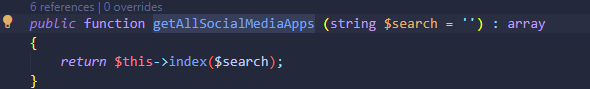 6 references | 0 overrides
public function getAllSocialMediaApps (string $search = '') : array
{
return $this->index($search);
}